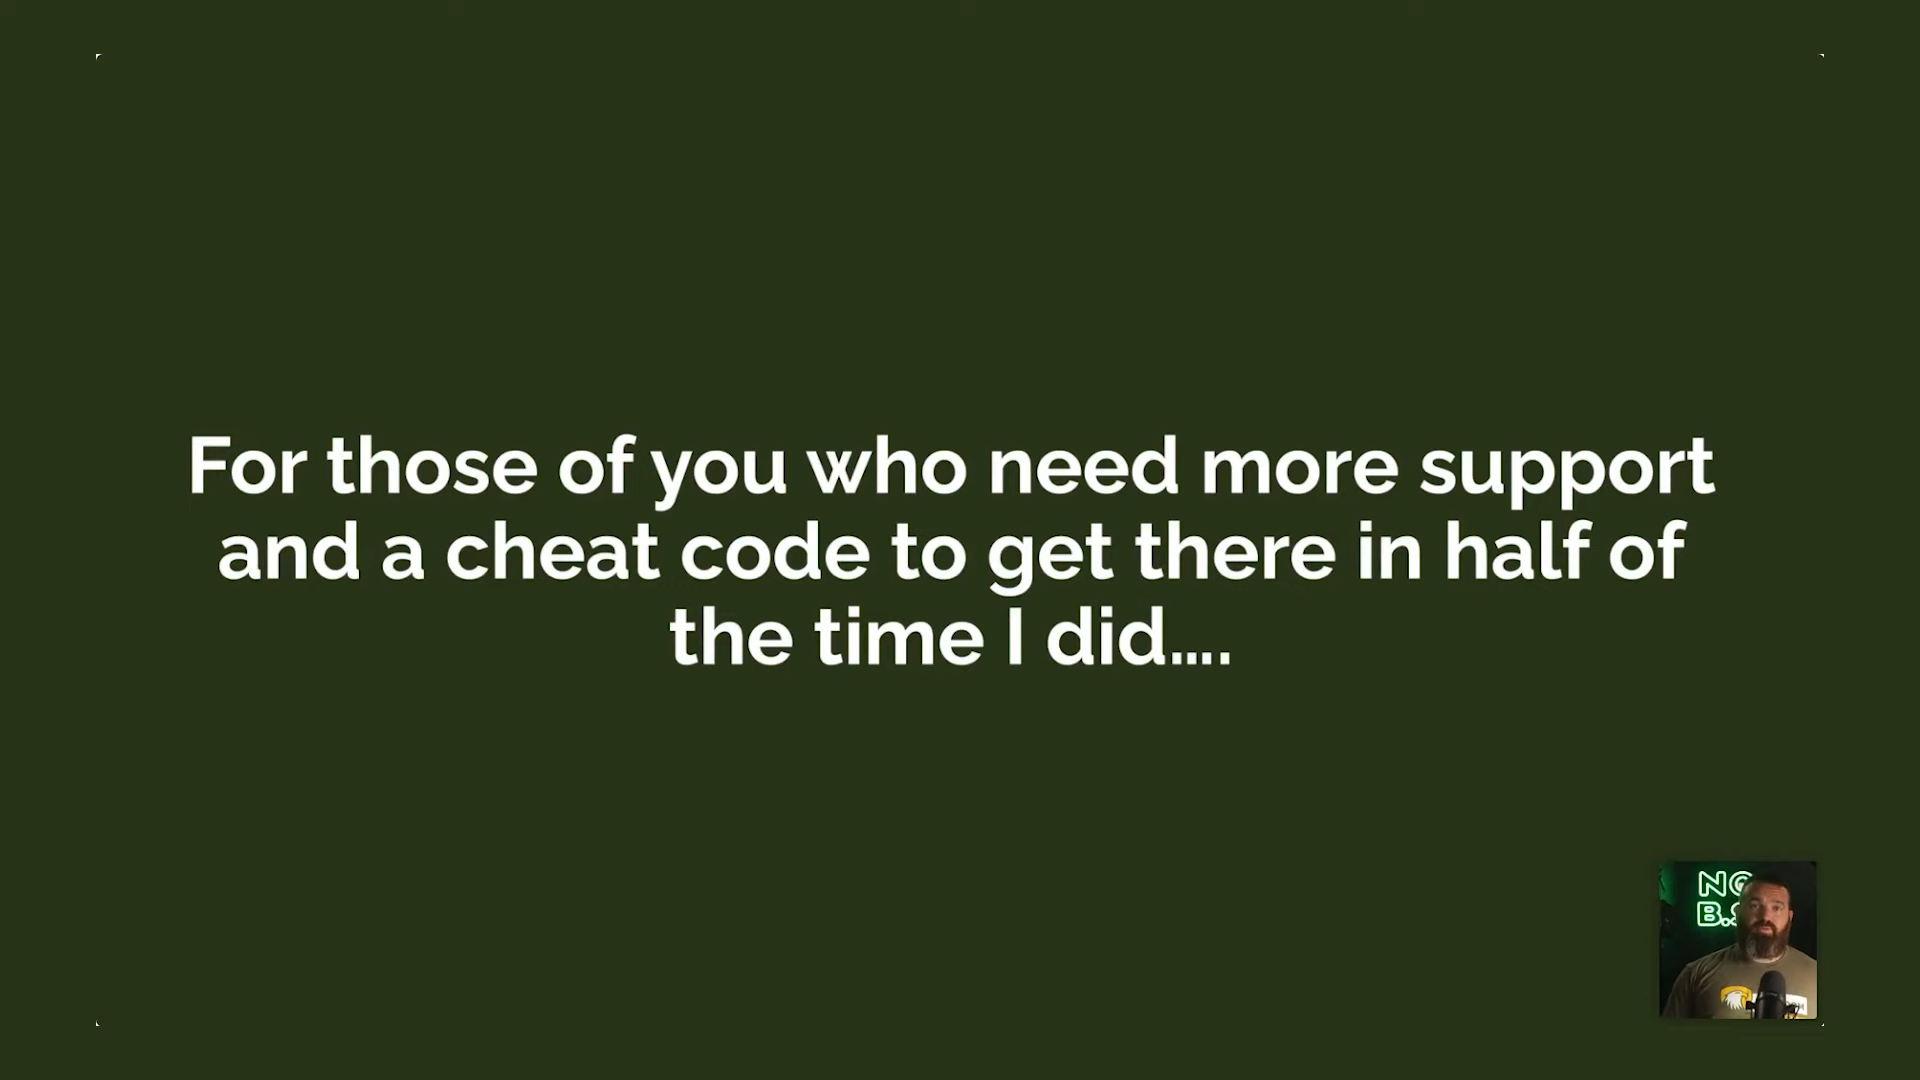 For those of you who need more support
and a cheat code to get there in half of
the time I did....
NO
B.S